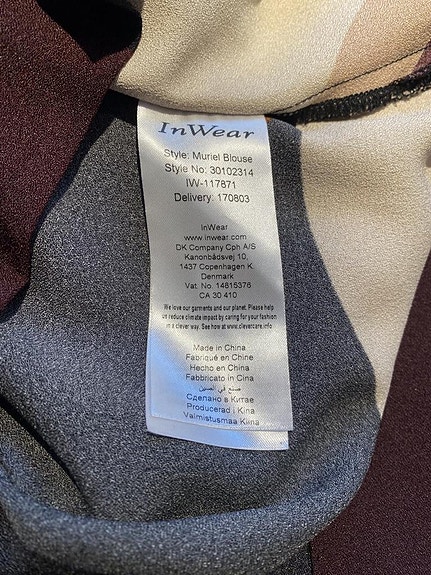 InWear
Style: Muriel Blouse
Style No: 30102314
IW-117871
Delivery: 170803
InWear
www.inwear.com
DK Company Cph A/S
Kanonbådsvej 10,
1437 Copenhagen K.
Denmark
Vat. No. 14815376
CA 30 410
We love our garments and our planet. Please help
us reduce climate impact by caring for your fashion
in a clever way. See how at www.clevercare.info
Made in China
Fabriqué en Chine
Hecho en China
Fabbricato in Cina
صنع في الصين
Сделано в Китае
Producerad i Kina
Valmistusmaa Kiina